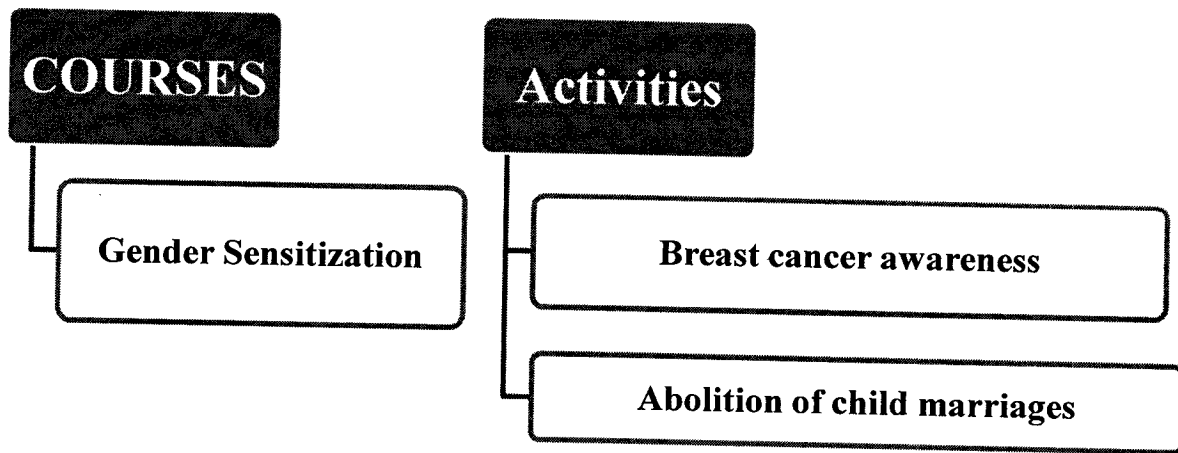 COURSES
Gender Sensitization
Activities
Breast cancer awareness
Abolition of child marriages